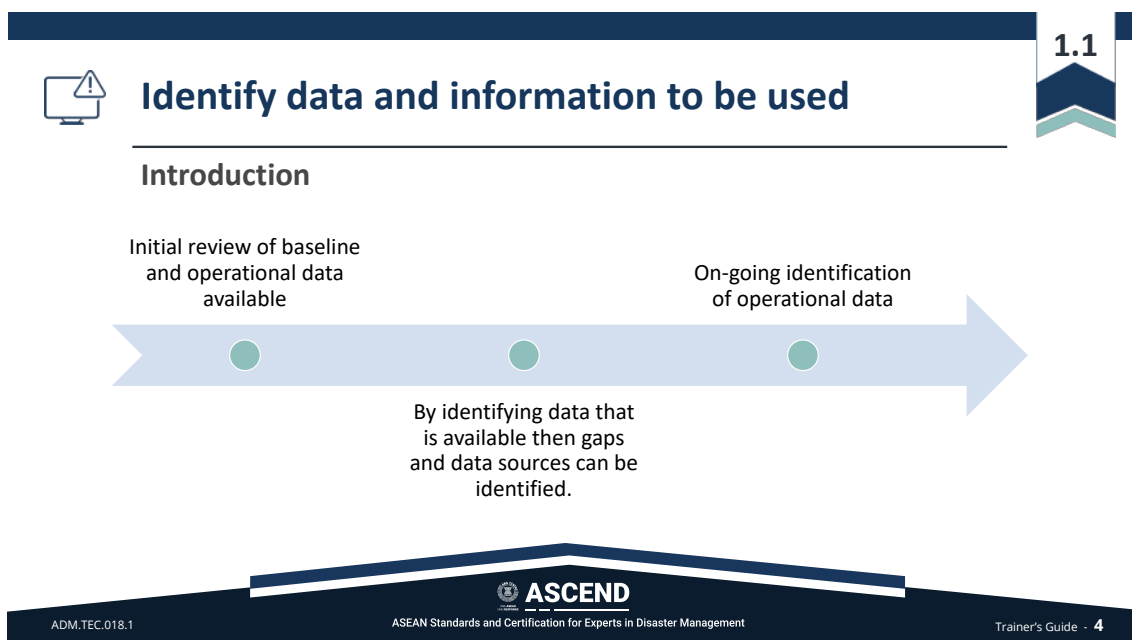 1.1
Identify data and information to be used
Introduction
Initial review of baseline
and operational data
available
On-going identification
of operational data
By identifying data that
is available then gaps
and data sources can be
identified.
ASCEND
ADM.TEC.018.1
ASEAN Standards and Certification for Experts in Disaster Management
Trainer's Guide - 4